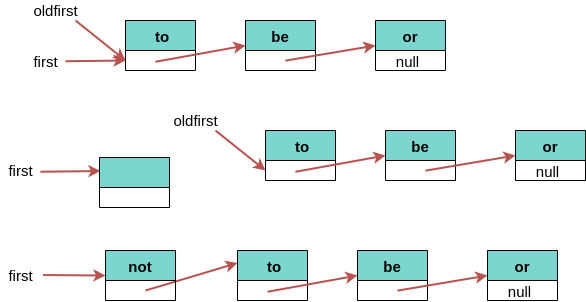 oldfirst
to be or
first null
oldfirst
to be or
first null
not to be or
first null